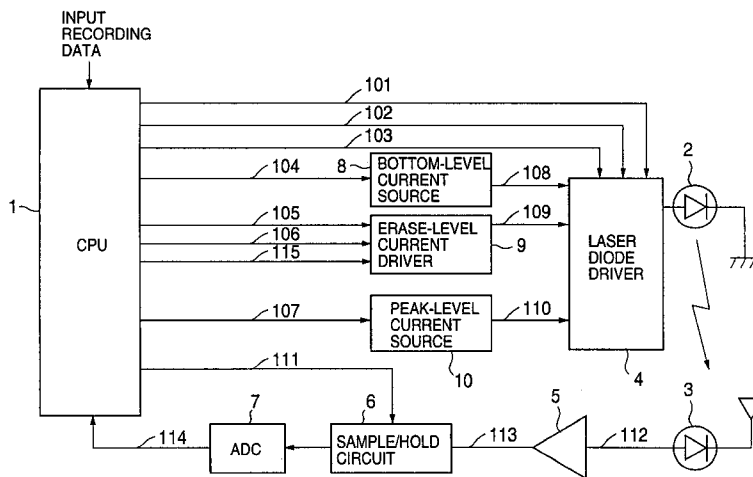 INPUT
RECORDING
DATA
101
102
103
104
8
BOTTOM-LEVEL
CURRENT
SOURCE
108
2
1
CPU
105
106
115
ERASE-LEVEL
CURRENT
DRIVER
109
9
LASER
DIODE
DRIVER
107
PEAK-LEVEL
CURRENT
SOURCE
110
10
4
111
7
6
5
3
114
ADC
SAMPLE/HOLD
CIRCUIT
113
112